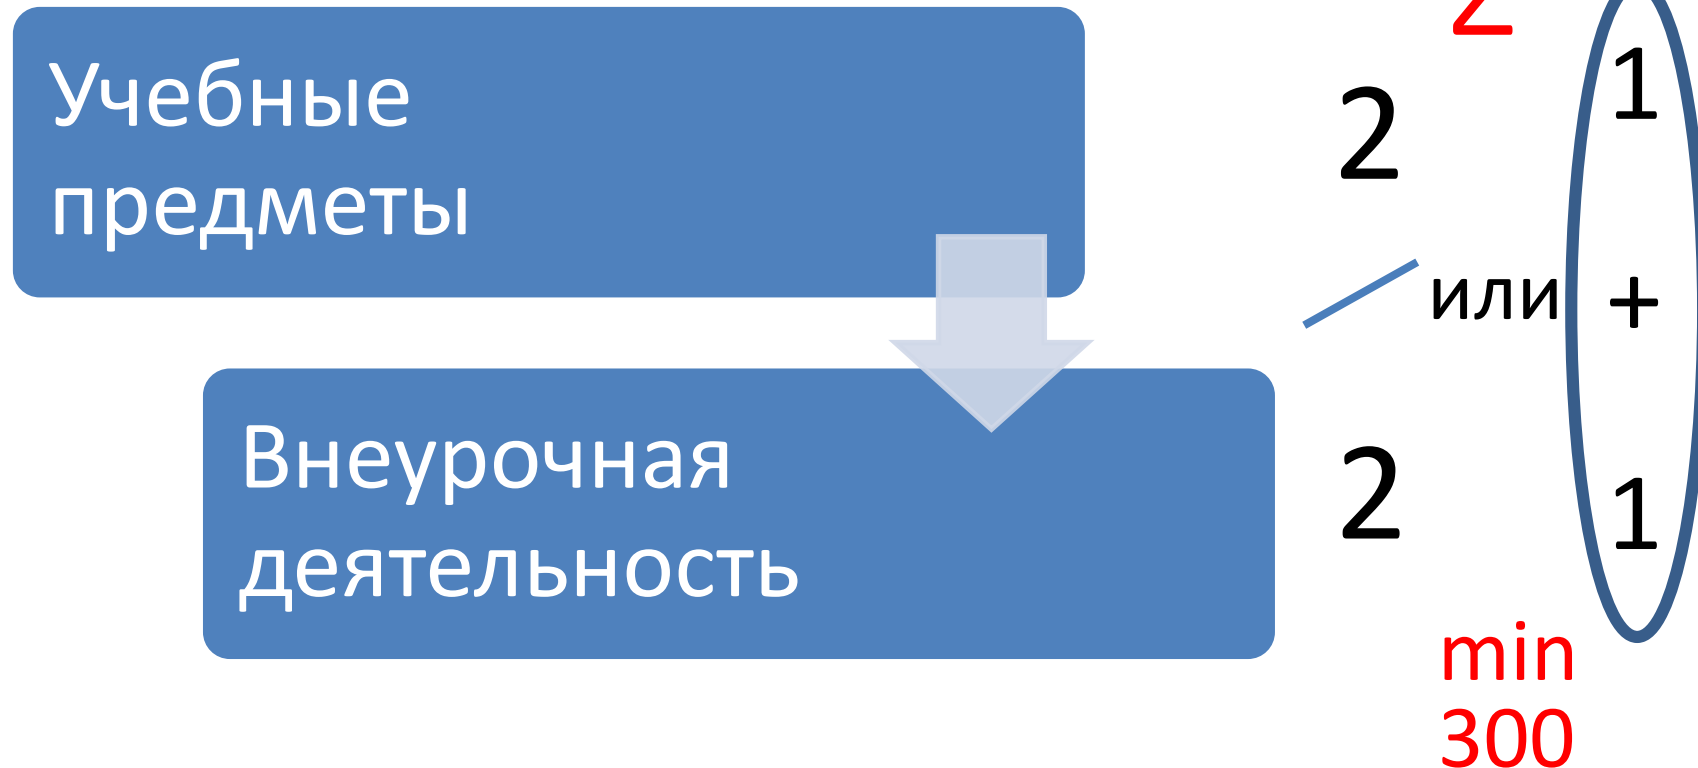 Учебные
предметы
2
1
или
+
Внеурочная
деятельность
2
1
min
300